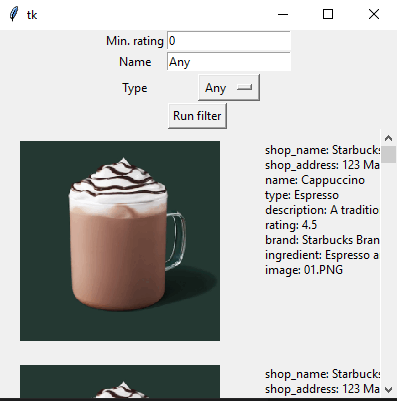 tk
Min. rating 0
Name Any
Type Any
Run filter
shop_name: Starbucks
shop_address: 123 Ma
name: Cappuccino
type: Espresso
description: A traditio
rating: 4.5
brand: Starbucks Bran
ingredient: Espresso a
image: 01.PNG
shop_name: Starbucks
shop_address: 123 Ma